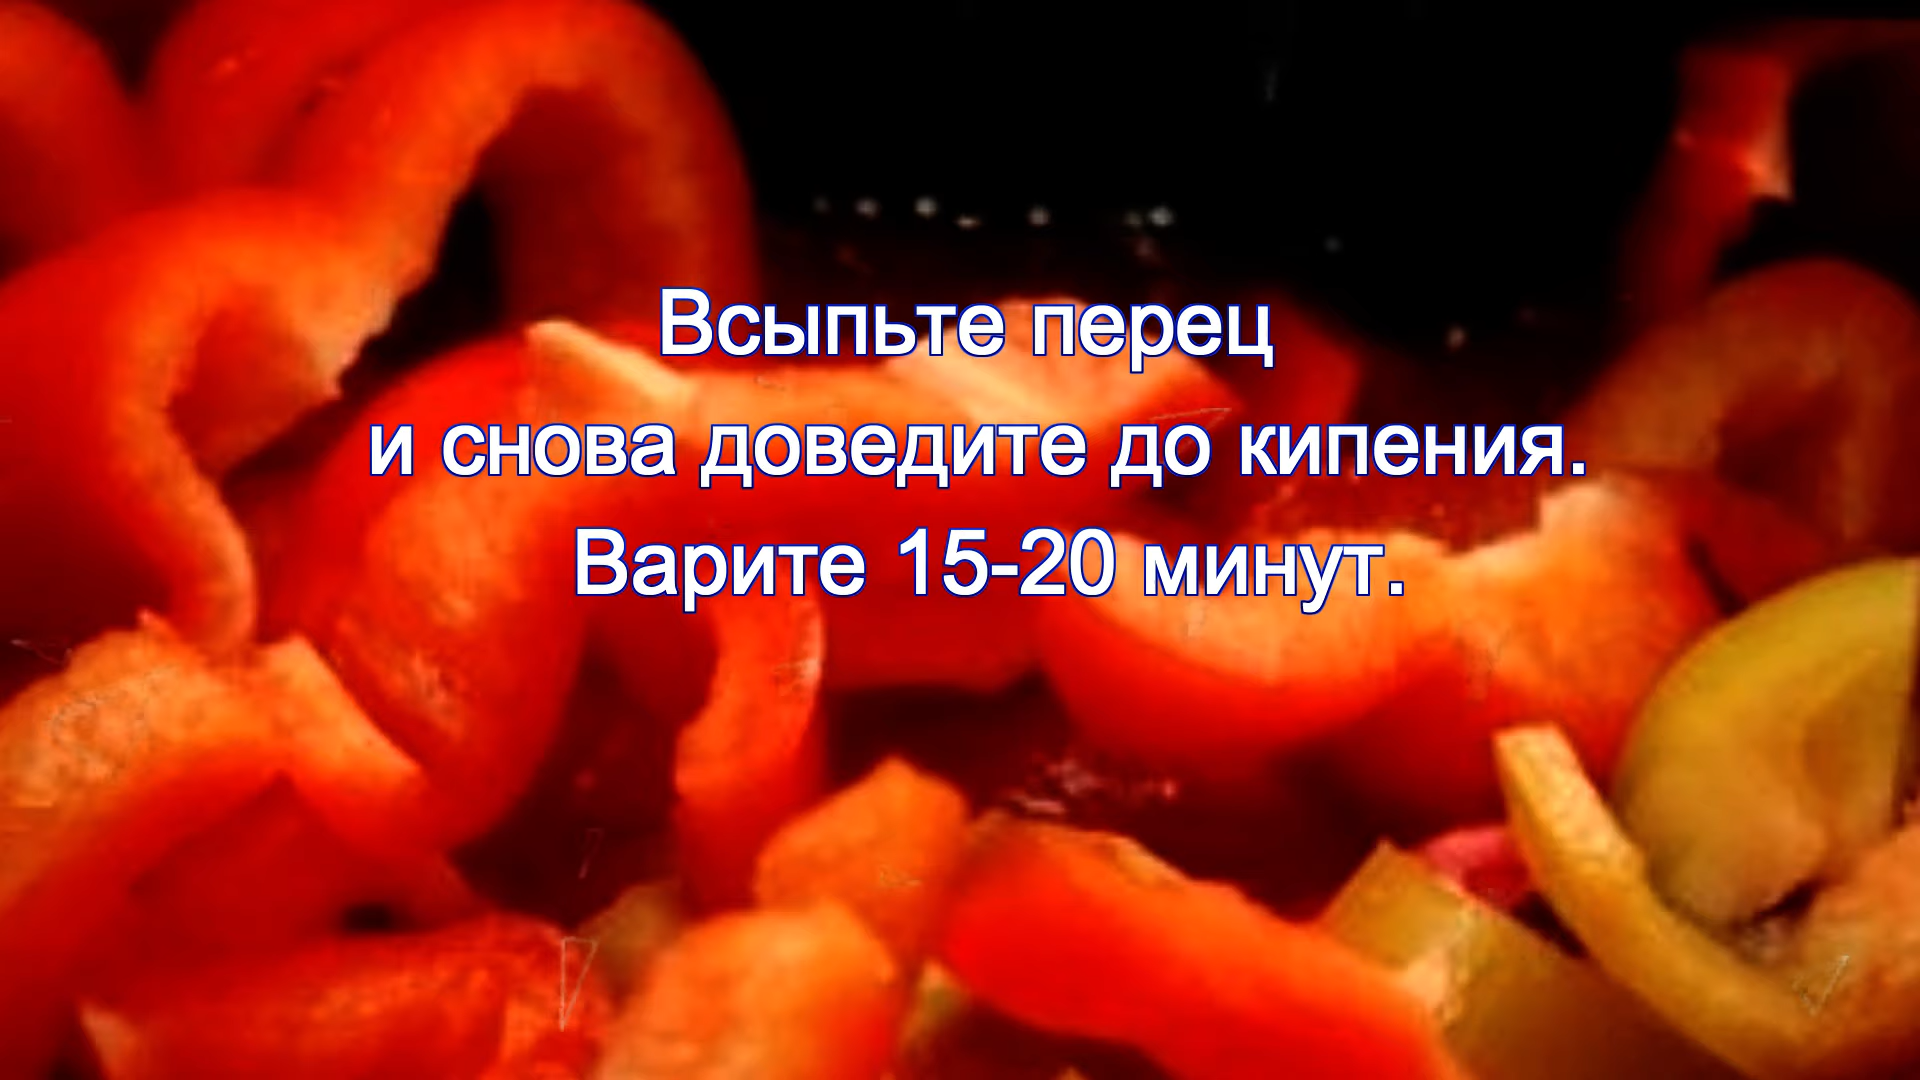 Всыпьте перец
и снова доведите до кипения.
Варите 15-20 минут.